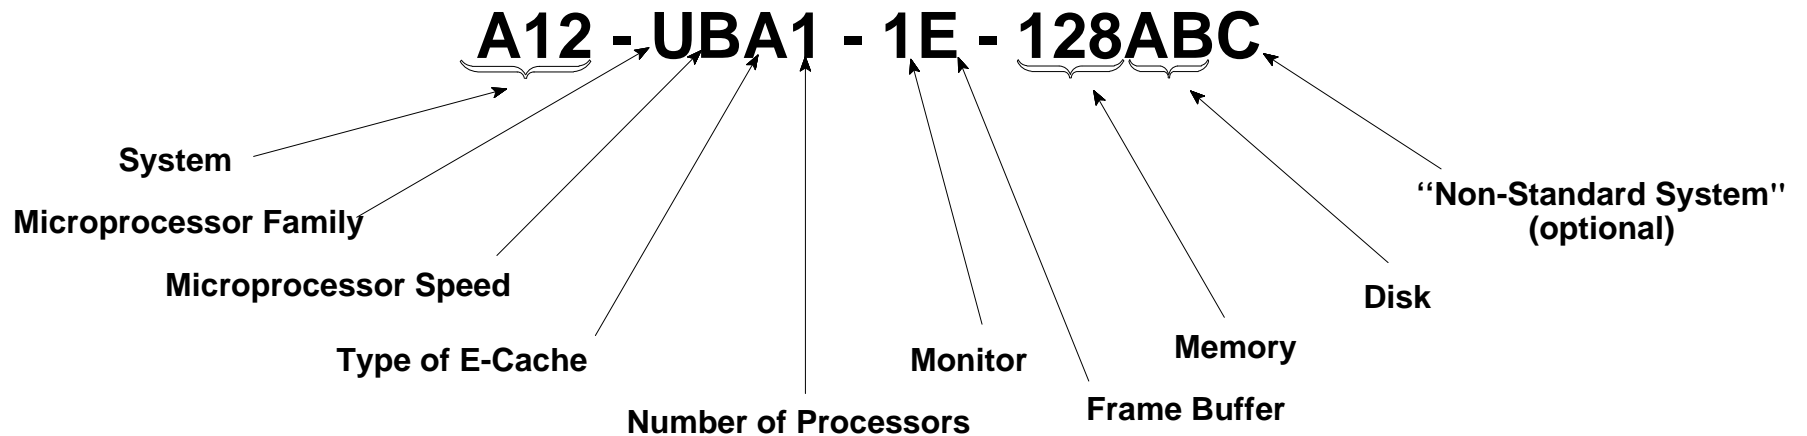 A12 - UBA1 - 1E - 128ABC
System
Microprocessor Family
Microprocessor Speed
Type of E-Cache
Number of Processors
Monitor
Frame Buffer
Memory
Disk
“Non-Standard System"
(optional)